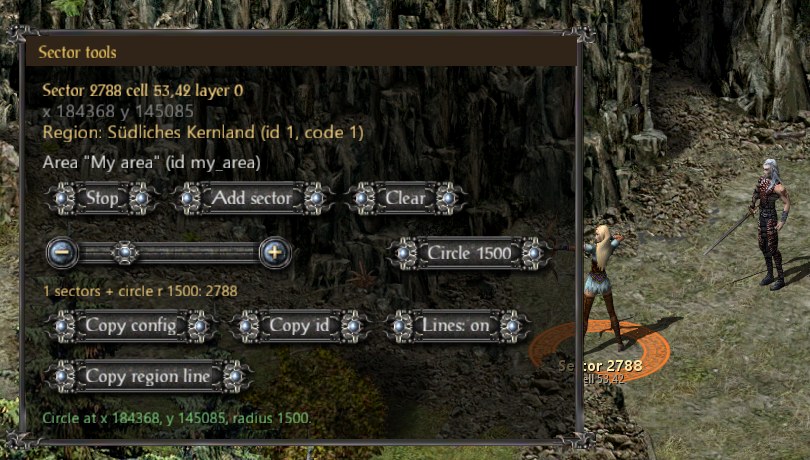 Sector tools
Sector 2788 cell 53,42 layer 0
x 184368 y 145085
Region: Südliches Kernland (id 1, code 1)
Area "My area" (id my_area)
Stop Add sector Clear
Circle 1500
1 sectors + circle r 1500: 2788
Copy config Copy id Lines: on
Copy region line
Circle at x 184368, y 145085, radius 1500.
Sector 2788
cell 53,42